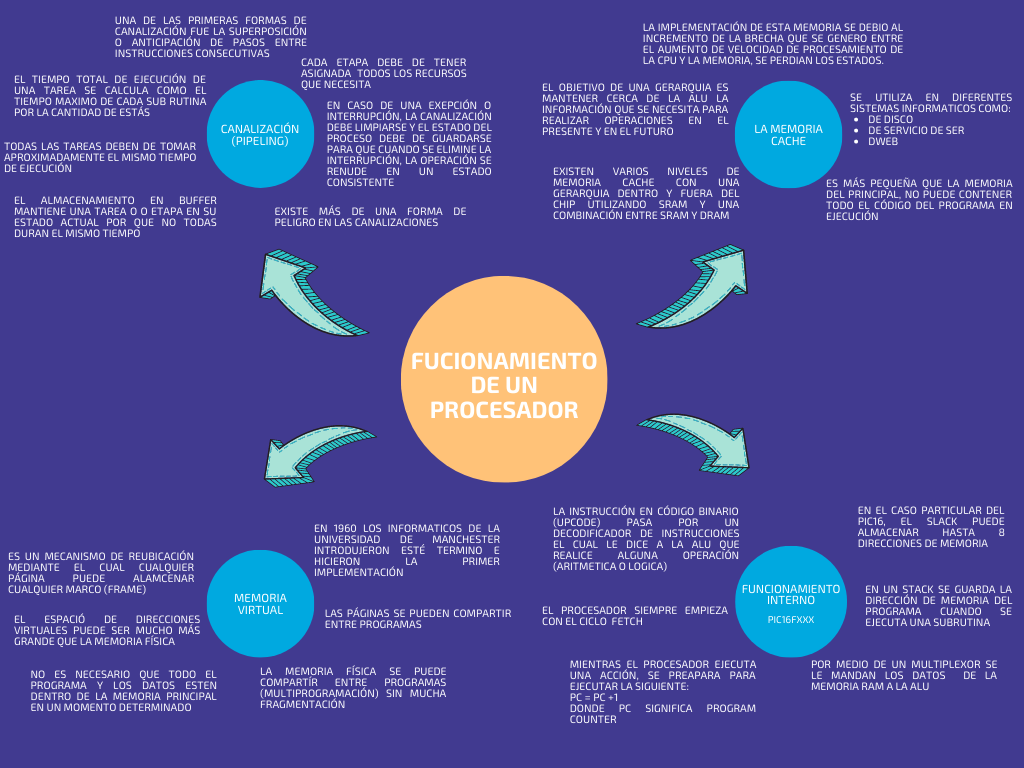 UNA DE LAS PRIMERAS FORMAS DE
CANALIZACIÓN FUE LA SUPERPOSICIÓN
O ANTICIPACIÓN DE PASOS ENTRE
INSTRUCCIONES CONSECUTIVAS
CADA ETAPA DEBE DE TENER
ASIGNADA TODOS LOS RECURSOS
QUE NECESITA
EL TIEMPO TOTAL DE EJECUCIÓN DE
UNA TAREA SE CALCULA COMO EL
TIEMPO MAXIMO DE CADA SUB RUTINA
POR LA CANTIDAD DE ESTÁS
CANALIZACIÓN
(PIPELING)
EN CASO DE UNA EXEPCIÓN O
INTERRUPCIÓN, LA CANALIZACIÓN
DEBE LIMPIARSE Y EL ESTADO DEL
PROCESO DEBE DE GUARDARSE
PARA QUE CUANDO SE ELIMINE LA
INTERRUPCIÓN, LA OPERACIÓN SE
RENUDE EN UN ESTADO
CONSISTENTE
TODAS LAS TAREAS DEBEN DE TOMAR
APROXIMADAMENTE EL MISMO TIEMPO
DE EJECUCIÓN
EL ALMACENAMIENTO EN BUFFER
MANTIENE UNA TAREA O O ETAPA EN SU
ESTADO ACTUAL POR QUE NO TODAS
DURAN EL MISMO TIEMPO
EXISTE MÁS DE UNA FORMA DE
PELIGRO EN LAS CANALIZACIONES
LA IMPLEMENTACIÓN DE ESTA MEMORIA SE DEBIO AL
INCREMENTO DE LA BRECHA QUE SE GENERO ENTRE
EL AUMENTO DE VELOCIDAD DE PROCESAMIENTO DE
LA CPU Y LA MEMORIA, SE PERDIAN LOS ESTADOS.
EL OBJETIVO DE UNA GERARQUIA ES
MANTENER CERCA DE LA ALU LA
INFORMACIÓN QUE SE NECESITA PARA
REALIZAR OPERACIONES EN EL
PRESENTE Y EN EL FUTURO
LA MEMORIA
CACHE
SE UTILIZA EN DIFERENTES
SISTEMAS INFORMATICOS COMO:
• DE DISCO
• DE SERVICIO DE SER
• DWEB
EXISTEN VARIOS NIVELES DE
MEMORIA CACHE CON UNA
GERARQUIA DENTRO Y FUERA DEL
CHIP UTILIZANDO SRAM Y UNA
COMBINACIÓN ENTRE SRAM Y DRAM
ES MÁS PEQUEÑA QUE LA MEMORIA
DEL PRINCIPAL, NO PUEDE CONTENER
TODO EL CÓDIGO DEL PROGRAMA EN
EJECUCIÓN
FUCIONAMIENTO
DE UN
PROCESADOR
EN 1960 LOS INFORMATICOS DE LA
UNIVERSIDAD DE MANCHESTER
INTRODUJERON ESTÉ TERMINO E
HICIERON LA PRIMER
IMPLEMENTACIÓN
ES UN MECANISMO DE REUBICACIÓN
MEDIANTE EL CUAL CUALQUIER
PÁGINA PUEDE ALAMCENAR
CUALQUIER MARCO (FRAME)
MEMORIA
VIRTUAL
LAS PÁGINAS SE PUEDEN COMPARTIR
ENTRE PROGRAMAS
EL ESPACIÓ DE DIRECCIONES
VIRTUALES PUEDE SER MUCHO MÁS
GRANDE QUE LA MEMORIA FÍSICA
NO ES NECESARIO QUE TODO EL
PROGRAMA Y LOS DATOS ESTEN
DENTRO DE LA MEMORIA PRINCIPAL
EN UN MOMENTO DETERMINADO
LA MEMORIA FÍSICA SE PUEDE
COMPARTÍR ENTRE PROGRAMAS
(MULTIPROGRAMACIÓN) SIN MUCHA
FRAGMENTACIÓN
LA INSTRUCCIÓN EN CÓDIGO BINARIO
(UPCODE) PASA POR UN
DECODIFICADOR DE INSTRUCCIONES
EL CUAL LE DICE A LA ALU QUE
REALICE ALGUNA OPERACIÓN
(ARITMETICA O LOGICA)
EN EL CASO PARTICULAR DEL
PIC16, EL SLACK PUEDE
ALMACENAR HASTA 8
DIRECCIONES DE MEMORIA
FUNCIONAMIENTO
INTERNO
PIC16FXXX
EN UN STACK SE GUARDA LA
DIRECCIÓN DE MEMORIA DEL
PROGRAMA CUANDO SE
EJECUTA UNA SUBRUTINA
EL PROCESADOR SIEMPRE EMPIEZA
CON EL CICLO FETCH
MIENTRAS EL PROCESADOR EJECUTA
UNA ACCIÓN, SE PREAPARA PARA
EJECUTAR LA SIGUIENTE:
PC = PC +1
DONDE PC SIGNIFICA PROGRAM
COUNTER
POR MEDIO DE UN MULTIPLEXOR SE
LE MANDAN LOS DATOS DE LA
MEMORIA RAM A LA ALU